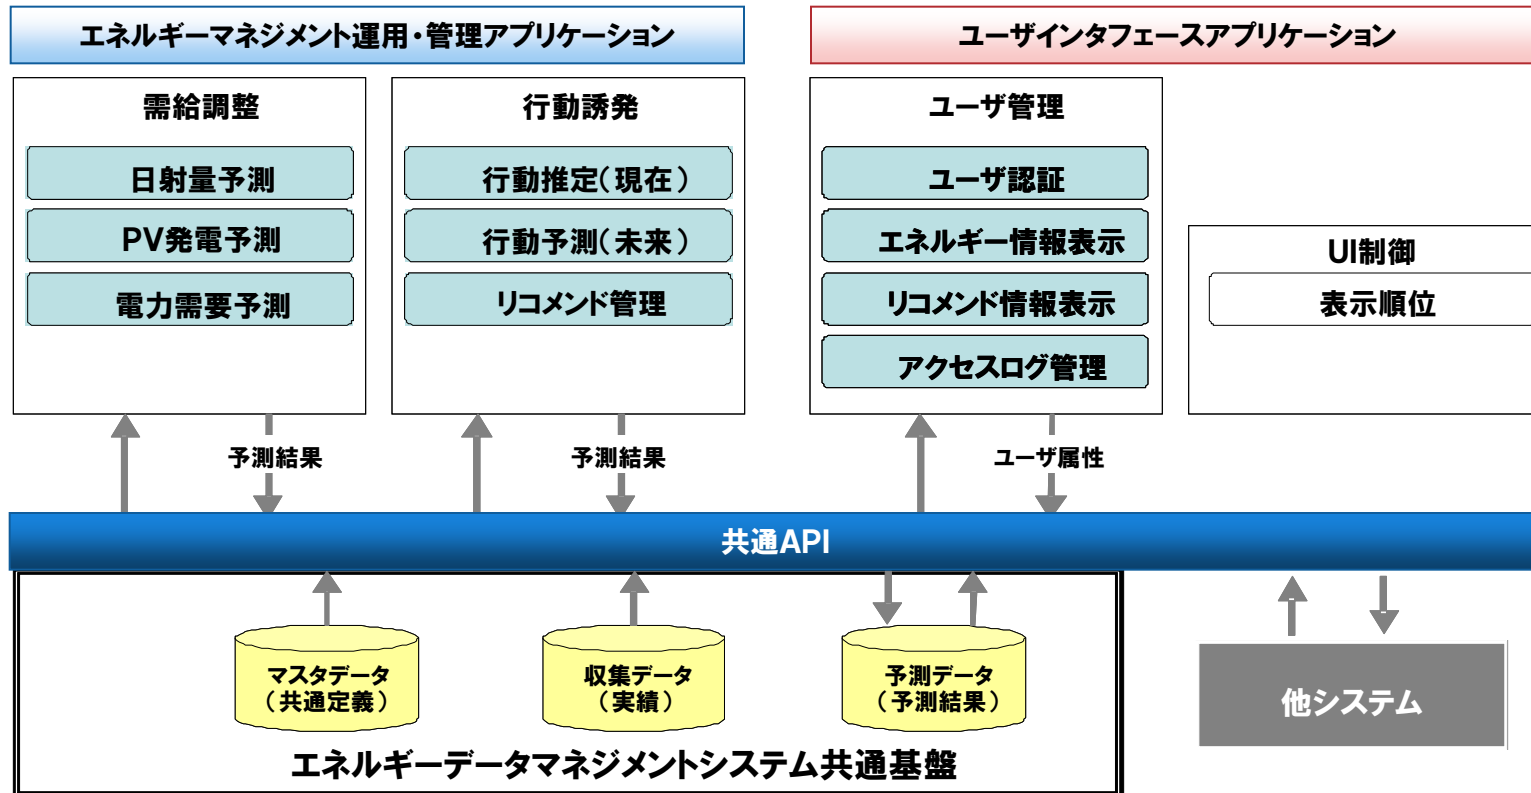 エネルギーマネジメント運用・管理アプリケーション
ユーザインタフェースアプリケーション
需給調整
日射量予測
PV発電予測
電力需要予測
行動誘発
行動推定(現在)
行動予測(未来)
リコメンド管理
ユーザ管理
ユーザ認証
エネルギー情報表示
リコメンド情報表示
アクセスログ管理
UI制御
表示順位
予測結果
予測結果
ユーザ属性
共通API
マスタデータ
(共通定義)
収集データ
(実績)
予測データ
(予測結果)
他システム
エネルギーデータマネジメントシステム共通基盤